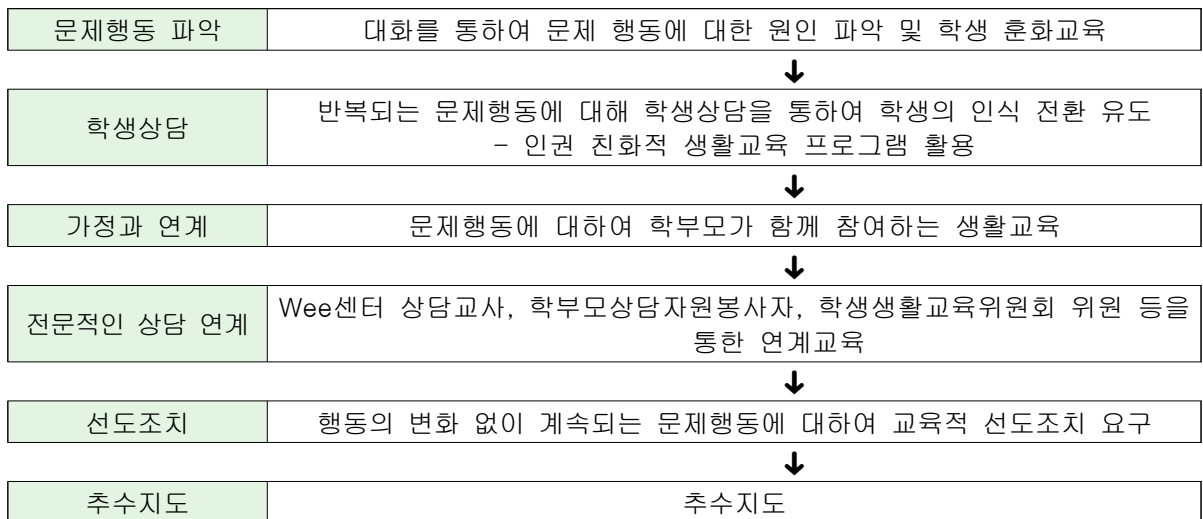 문제행동 파악
대화를 통하여 문제 행동에 대한 원인 파악 및 학생 훈화교육
↓
학생상담
반복되는 문제행동에 대해 학생상담을 통하여 학생의 인식 전환 유도
- 인권 친화적 생활교육 프로그램 활용
↓
가정과 연계
문제행동에 대하여 학부모가 함께 참여하는 생활교육
↓
전문적인 상담 연계
Wee센터 상담교사, 학부모상담자원봉사자, 학생생활교육위원회 위원 등을
통한 연계교육
↓
선도조치
행동의 변화 없이 계속되는 문제행동에 대하여 교육적 선도조치 요구
↓
추수지도
추수지도